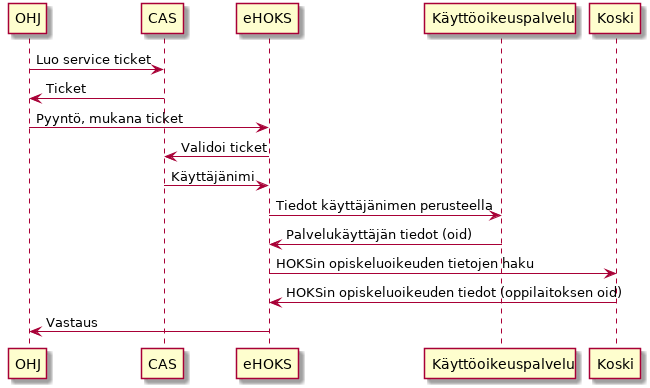 OHJ CAS eHOKS Käyttöoikeuspalvelu Koski
Luo service ticket
Ticket
Pyyntö, mukana ticket
Validoi ticket
Käyttäjänimi
Tiedot käyttäjänimen perusteella
Palvelukäyttäjän tiedot (oid)
HOKSin opiskeluoikeuden tietojen haku
HOKSin opiskeluoikeuden tiedot (oppilaitoksen oid)
Vastaus
OHJ CAS eHOKS Käyttöoikeuspalvelu Koski